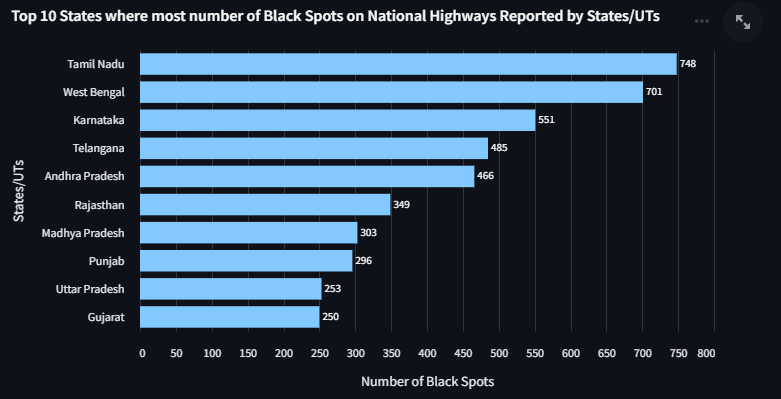 Top 10 States where most number of Black Spots on National Highways Reported by States/UTs
States/UTs
Tamil Nadu 748
West Bengal 701
Karnataka 551
Telangana 485
Andhra Pradesh 466
Rajasthan 349
Madhya Pradesh 303
Punjab 296
Uttar Pradesh 253
Gujarat 250
0 50 100 150 200 250 300 350 400 450 500 550 600 650 700 750 800
Number of Black Spots